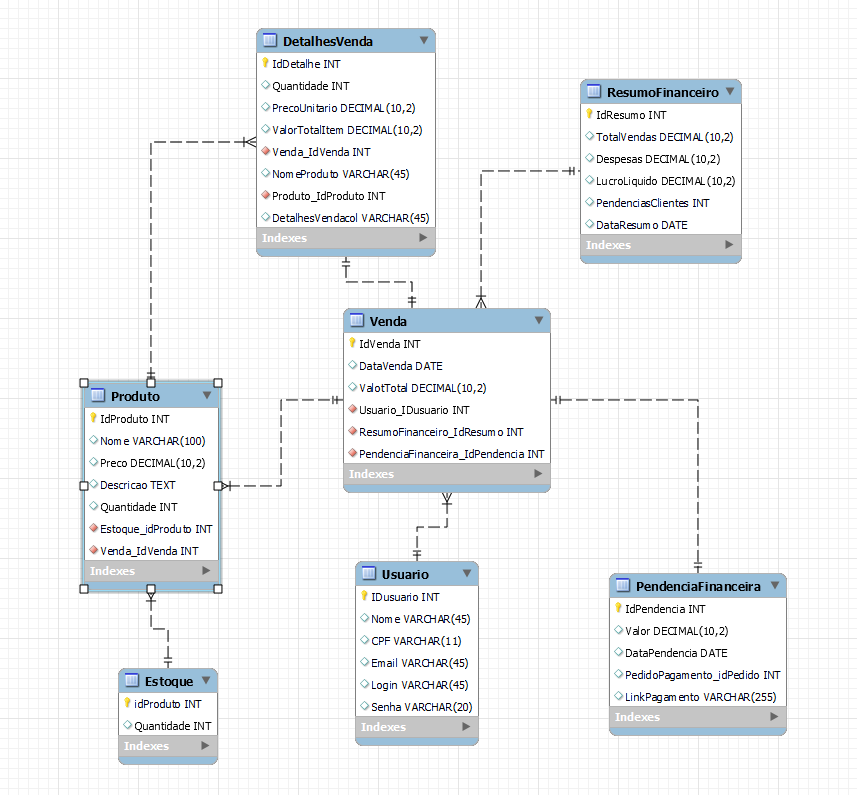 DetalhesVenda
IdDetalhe INT
Quantidade INT
PrecoUnitario DECIMAL(10,2)
ValorTotalItem DECIMAL(10,2)
Venda_IdVenda INT
NomeProduto VARCHAR(45)
Produto_IdProduto INT
DetalhesVendacol VARCHAR(45)
Indexes
ResumoFinanceiro
IdResumo INT
TotalVendas DECIMAL(10,2)
Despesas DECIMAL(10,2)
LucroLiquido DECIMAL(10,2)
PendenciasClientes INT
DataResumo DATE
Indexes
Venda
IdVenda INT
DataVenda DATE
ValotTotal DECIMAL(10,2)
Usuario_IDusuario INT
ResumoFinanceiro_IdResumo INT
PendenciaFinanceira_IdPendencia INT
Indexes
Produto
IdProduto INT
Nome VARCHAR(100)
Preco DECIMAL(10,2)
Descricao TEXT
Quantidade INT
Estoque_idProduto INT
Venda_IdVenda INT
Indexes
Usuario
IDusuario INT
Nome VARCHAR(45)
CPF VARCHAR(11)
Email VARCHAR(45)
Login VARCHAR(45)
Senha VARCHAR(20)
Indexes
PendenciaFinanceira
IdPendencia INT
Valor DECIMAL(10,2)
DataPendencia DATE
PedidoPagamento_idPedido INT
LinkPagamento VARCHAR(255)
Indexes
Estoque
idProduto INT
Quantidade INT
Indexes